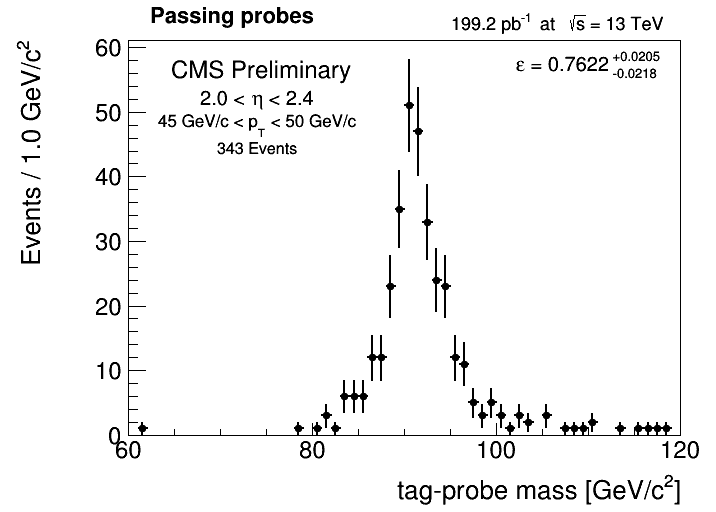 Passing probes
199.2 pb-1 at √s = 13 TeV
CMS Preliminary
2.0 < η < 2.4
45 GeV/c < pT < 50 GeV/c
343 Events
ε = 0.7622 +0.0205 -0.0218
Events / 1.0 GeV/c2
60
50
40
30
20
10
0
60 80 100 120
tag-probe mass [GeV/c2]